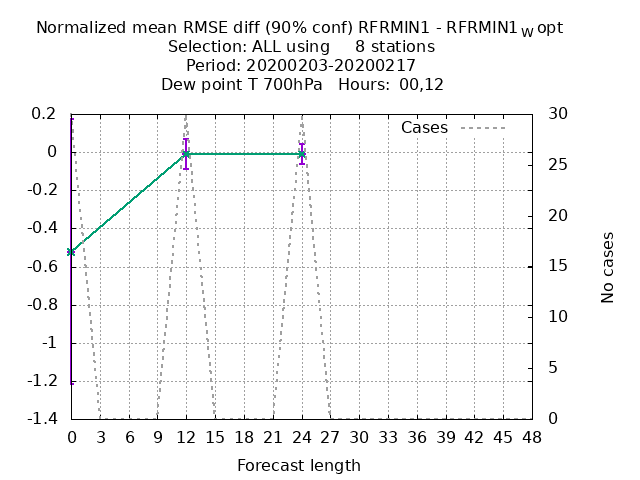 Normalized mean RMSE diff (90% conf) RFRMIN1 - RFRMIN1Wopt
Selection: ALL using 8 stations
Period: 20200203-20200217
Dew point T 700hPa Hours: 00,12
Cases
0.2
0
-0.2
-0.4
-0.6
-0.8
-1
-1.2
-1.4
30
25
20
15
10
5
0
No cases
0 3 6 9 12 15 18 21 24 27 30 33 36 39 42 45 48
Forecast length